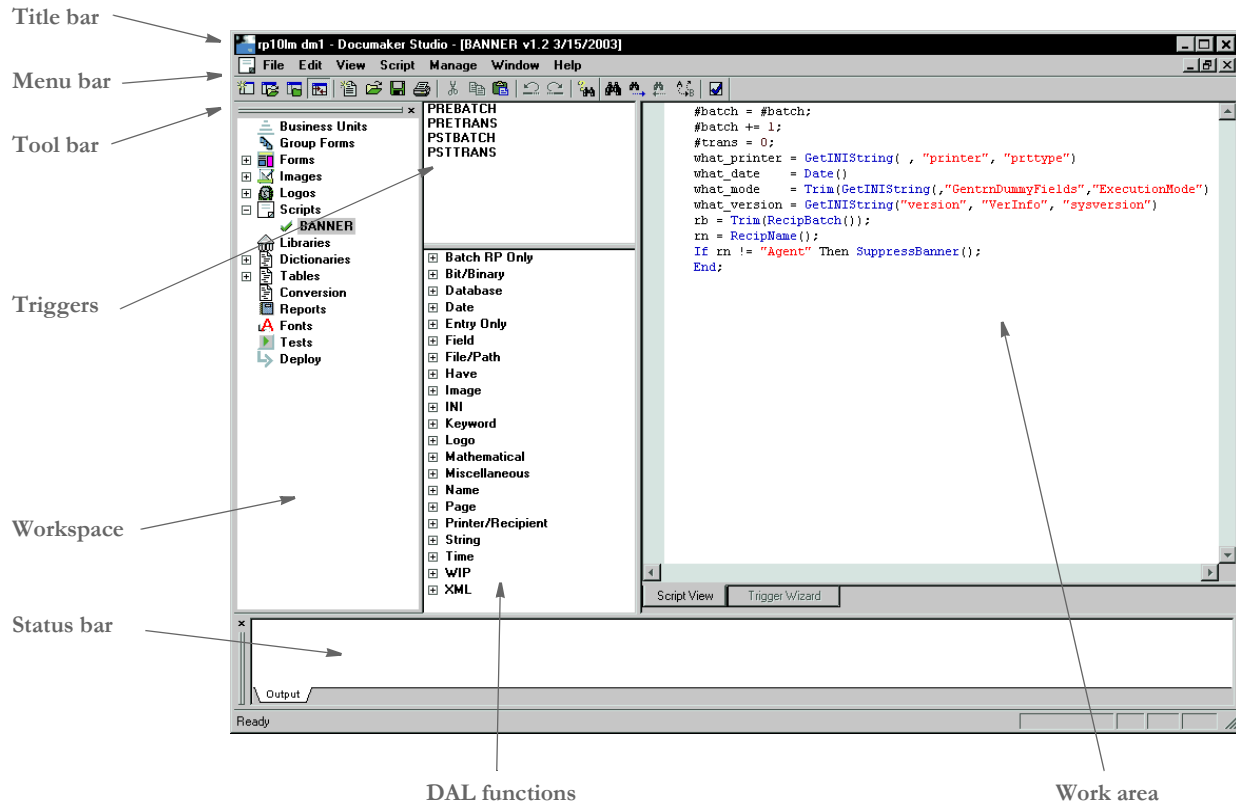 Title bar
Menu bar
Tool bar
Triggers
Workspace
Status bar
rp10lm dm1 - Documaker Studio - [BANNER v1.2 3/15/2003]
File Edit View Script Manage Window Help
Business Units
Group Forms
Forms
Images
Logos
Scripts
BANNER
Libraries
Dictionaries
Tables
Conversion
Reports
Fonts
Tests
Deploy
PREBATCH
PRETRANS
PSTBATCH
PSTTRANS
Batch RP Only
Bit/Binary
Database
Date
Entry Only
Field
File/Path
Have
Image
INI
Keyword
Logo
Mathematical
Miscellaneous
Name
Page
Printer/Recipient
String
Time
WIP
XML
#batch = #batch;
#batch += 1;
#trans = 0;
what_printer = GetINIString( , "printer", "prttype")
what_date    = Date()
what_mode    = Trim(GetINIString(,"GentrnDummyFields","ExecutionMode")
what_version = GetINIString("version", "VerInfo", "sysversion")
rb = Trim(RecipBatch());
rn = RecipName();
If rn != "Agent" Then SuppressBanner();
End;
Script View Trigger Wizard
Output
Ready
DAL functions
Work area